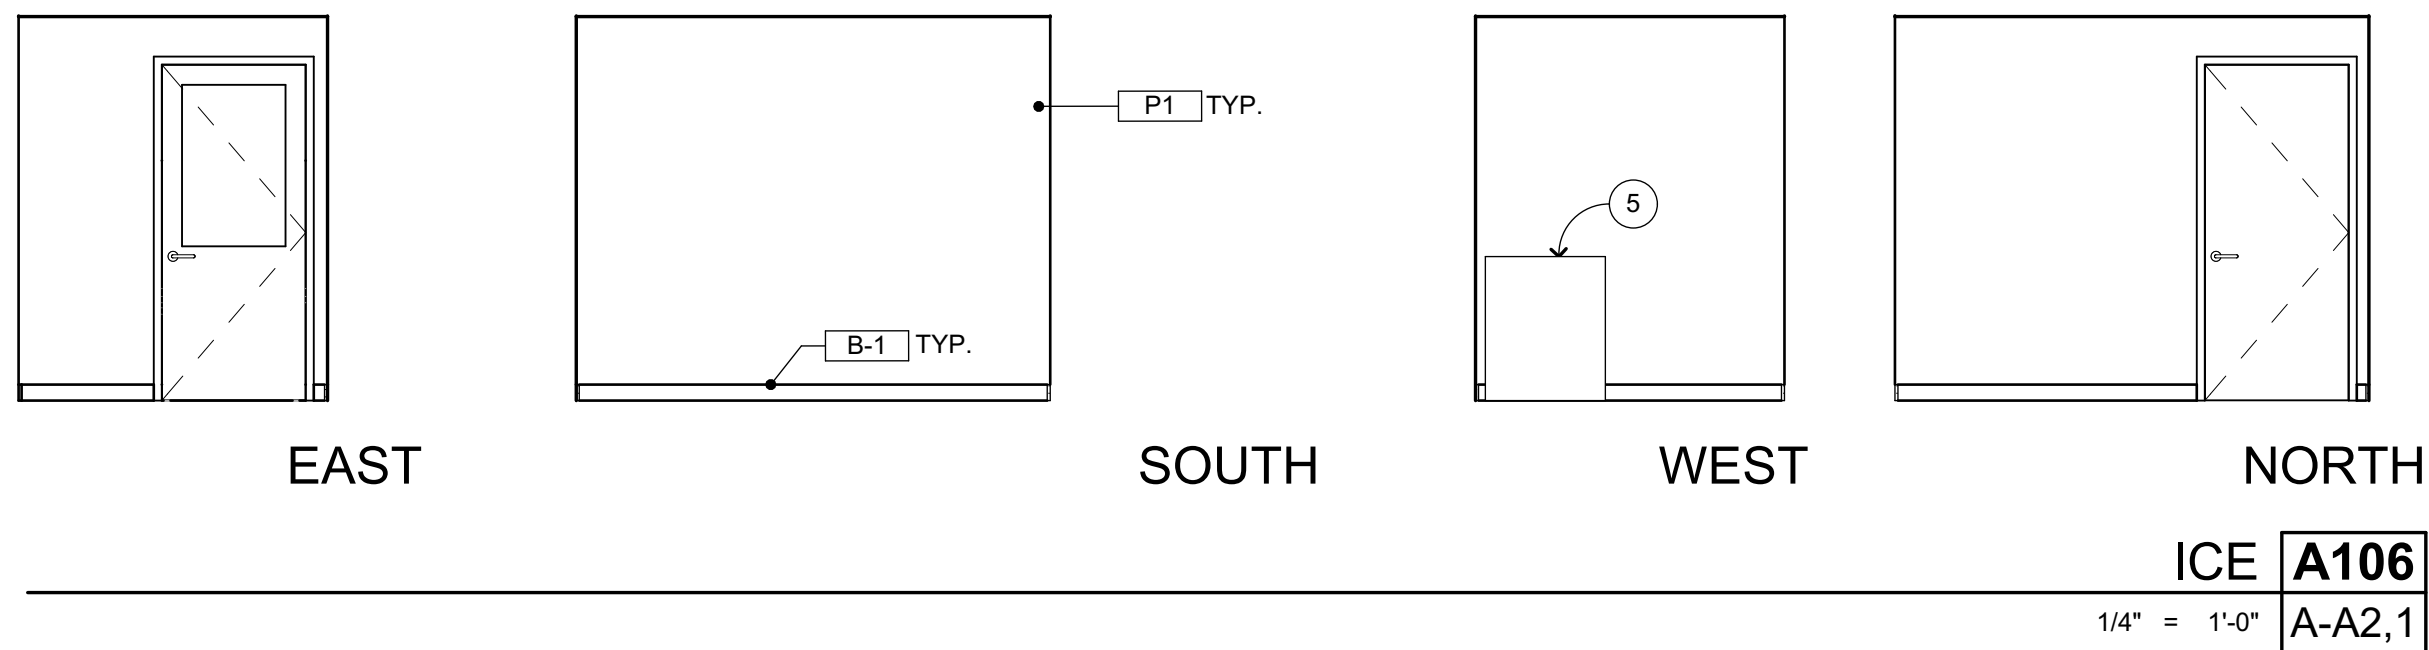 P1 TYP.
5
B-1 TYP.
EAST
SOUTH
WEST
NORTH
ICE A106
1/4" = 1'-0" A-A2,1